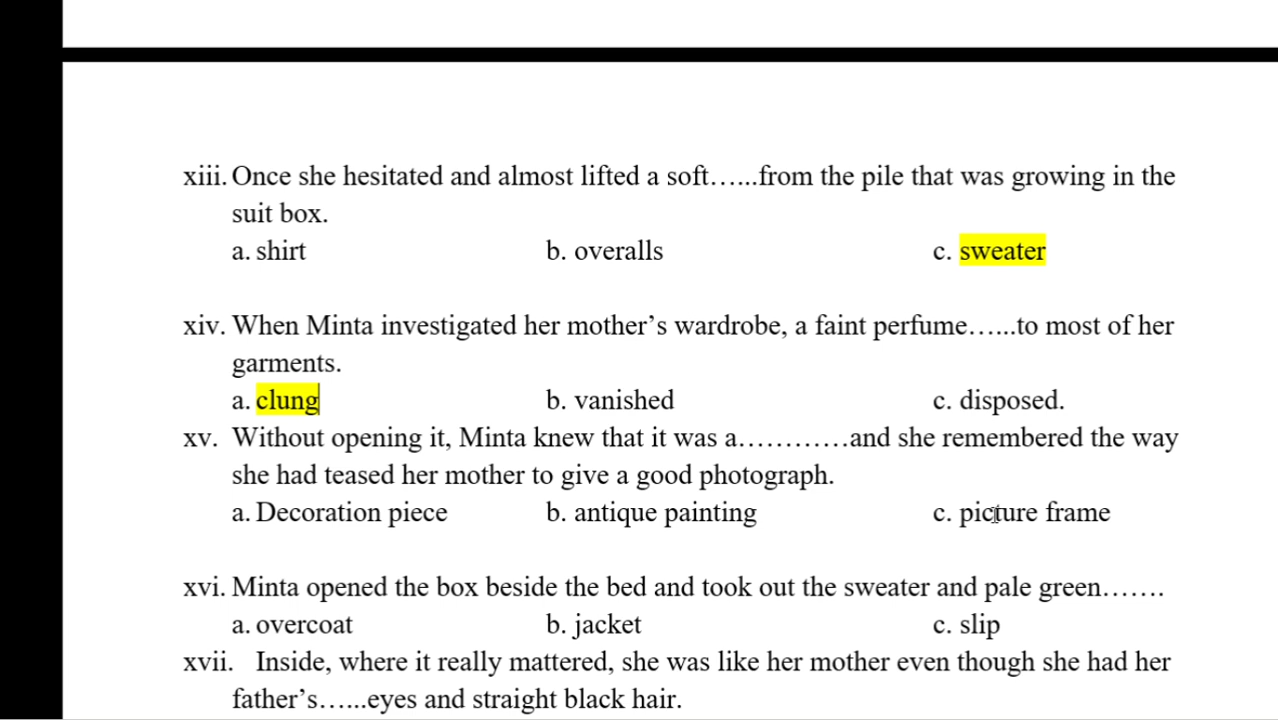 xiii. Once she hesitated and almost lifted a soft…...from the pile that was growing in the
suit box.
a. shirt b. overalls c. sweater
xiv. When Minta investigated her mother’s wardrobe, a faint perfume…...to most of her
garments.
a. clung b. vanished c. disposed.
xv. Without opening it, Minta knew that it was a…………and she remembered the way
she had teased her mother to give a good photograph.
a. Decoration piece b. antique painting c. picture frame
xvi. Minta opened the box beside the bed and took out the sweater and pale green…….
a. overcoat b. jacket c. slip
xvii. Inside, where it really mattered, she was like her mother even though she had her
father’s…...eyes and straight black hair.